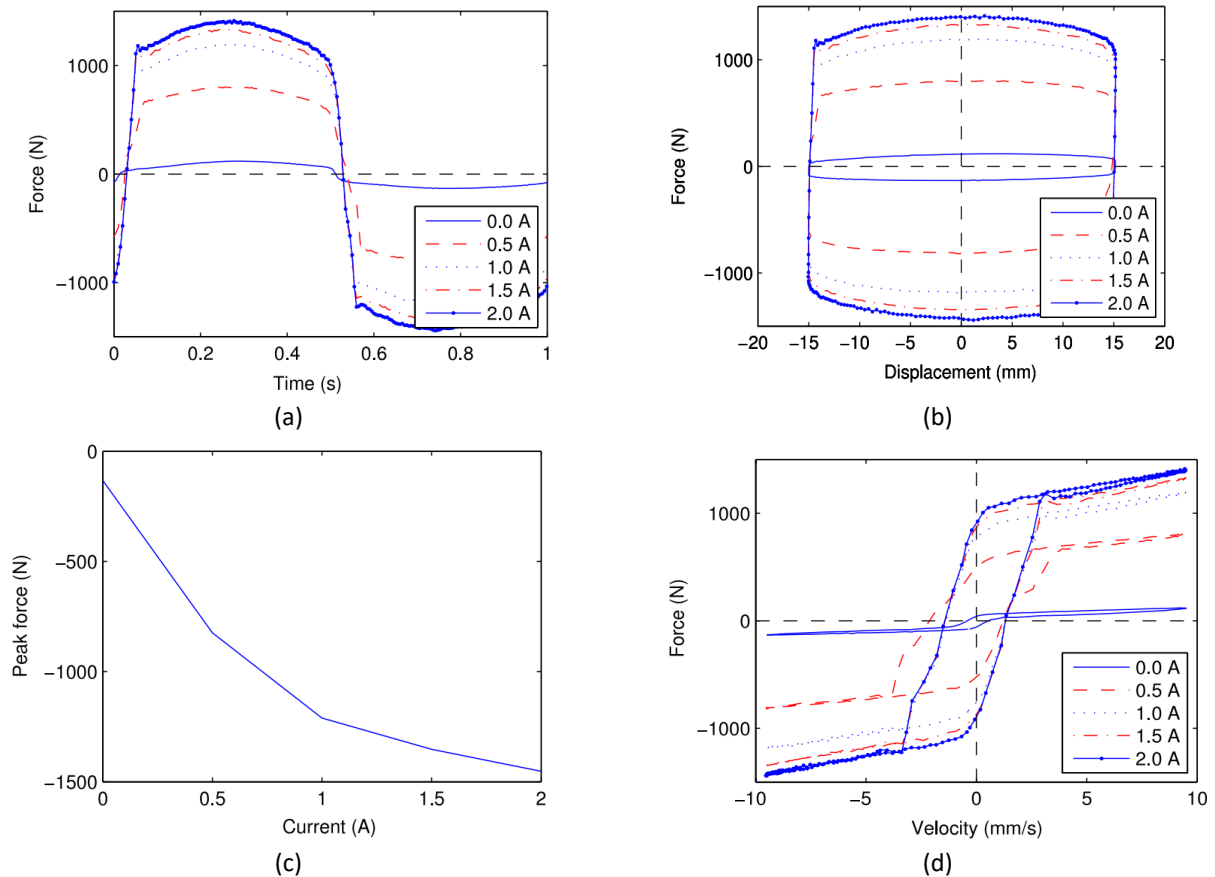 1000
0
−1000
Force (N)
0
0.2
0.4
0.6
0.8
1
Time (s)
0.0 A
0.5 A
1.0 A
1.5 A
2.0 A
(a)
1000
0
−1000
Force (N)
−20
−15
−10
−5
0
5
10
15
20
Displacement (mm)
0.0 A
0.5 A
1.0 A
1.5 A
2.0 A
(b)
0
−500
−1000
−1500
Peak force (N)
0
0.5
1
1.5
2
Current (A)
(c)
1000
0
−1000
Force (N)
−10
−5
0
5
10
Velocity (mm/s)
0.0 A
0.5 A
1.0 A
1.5 A
2.0 A
(d)